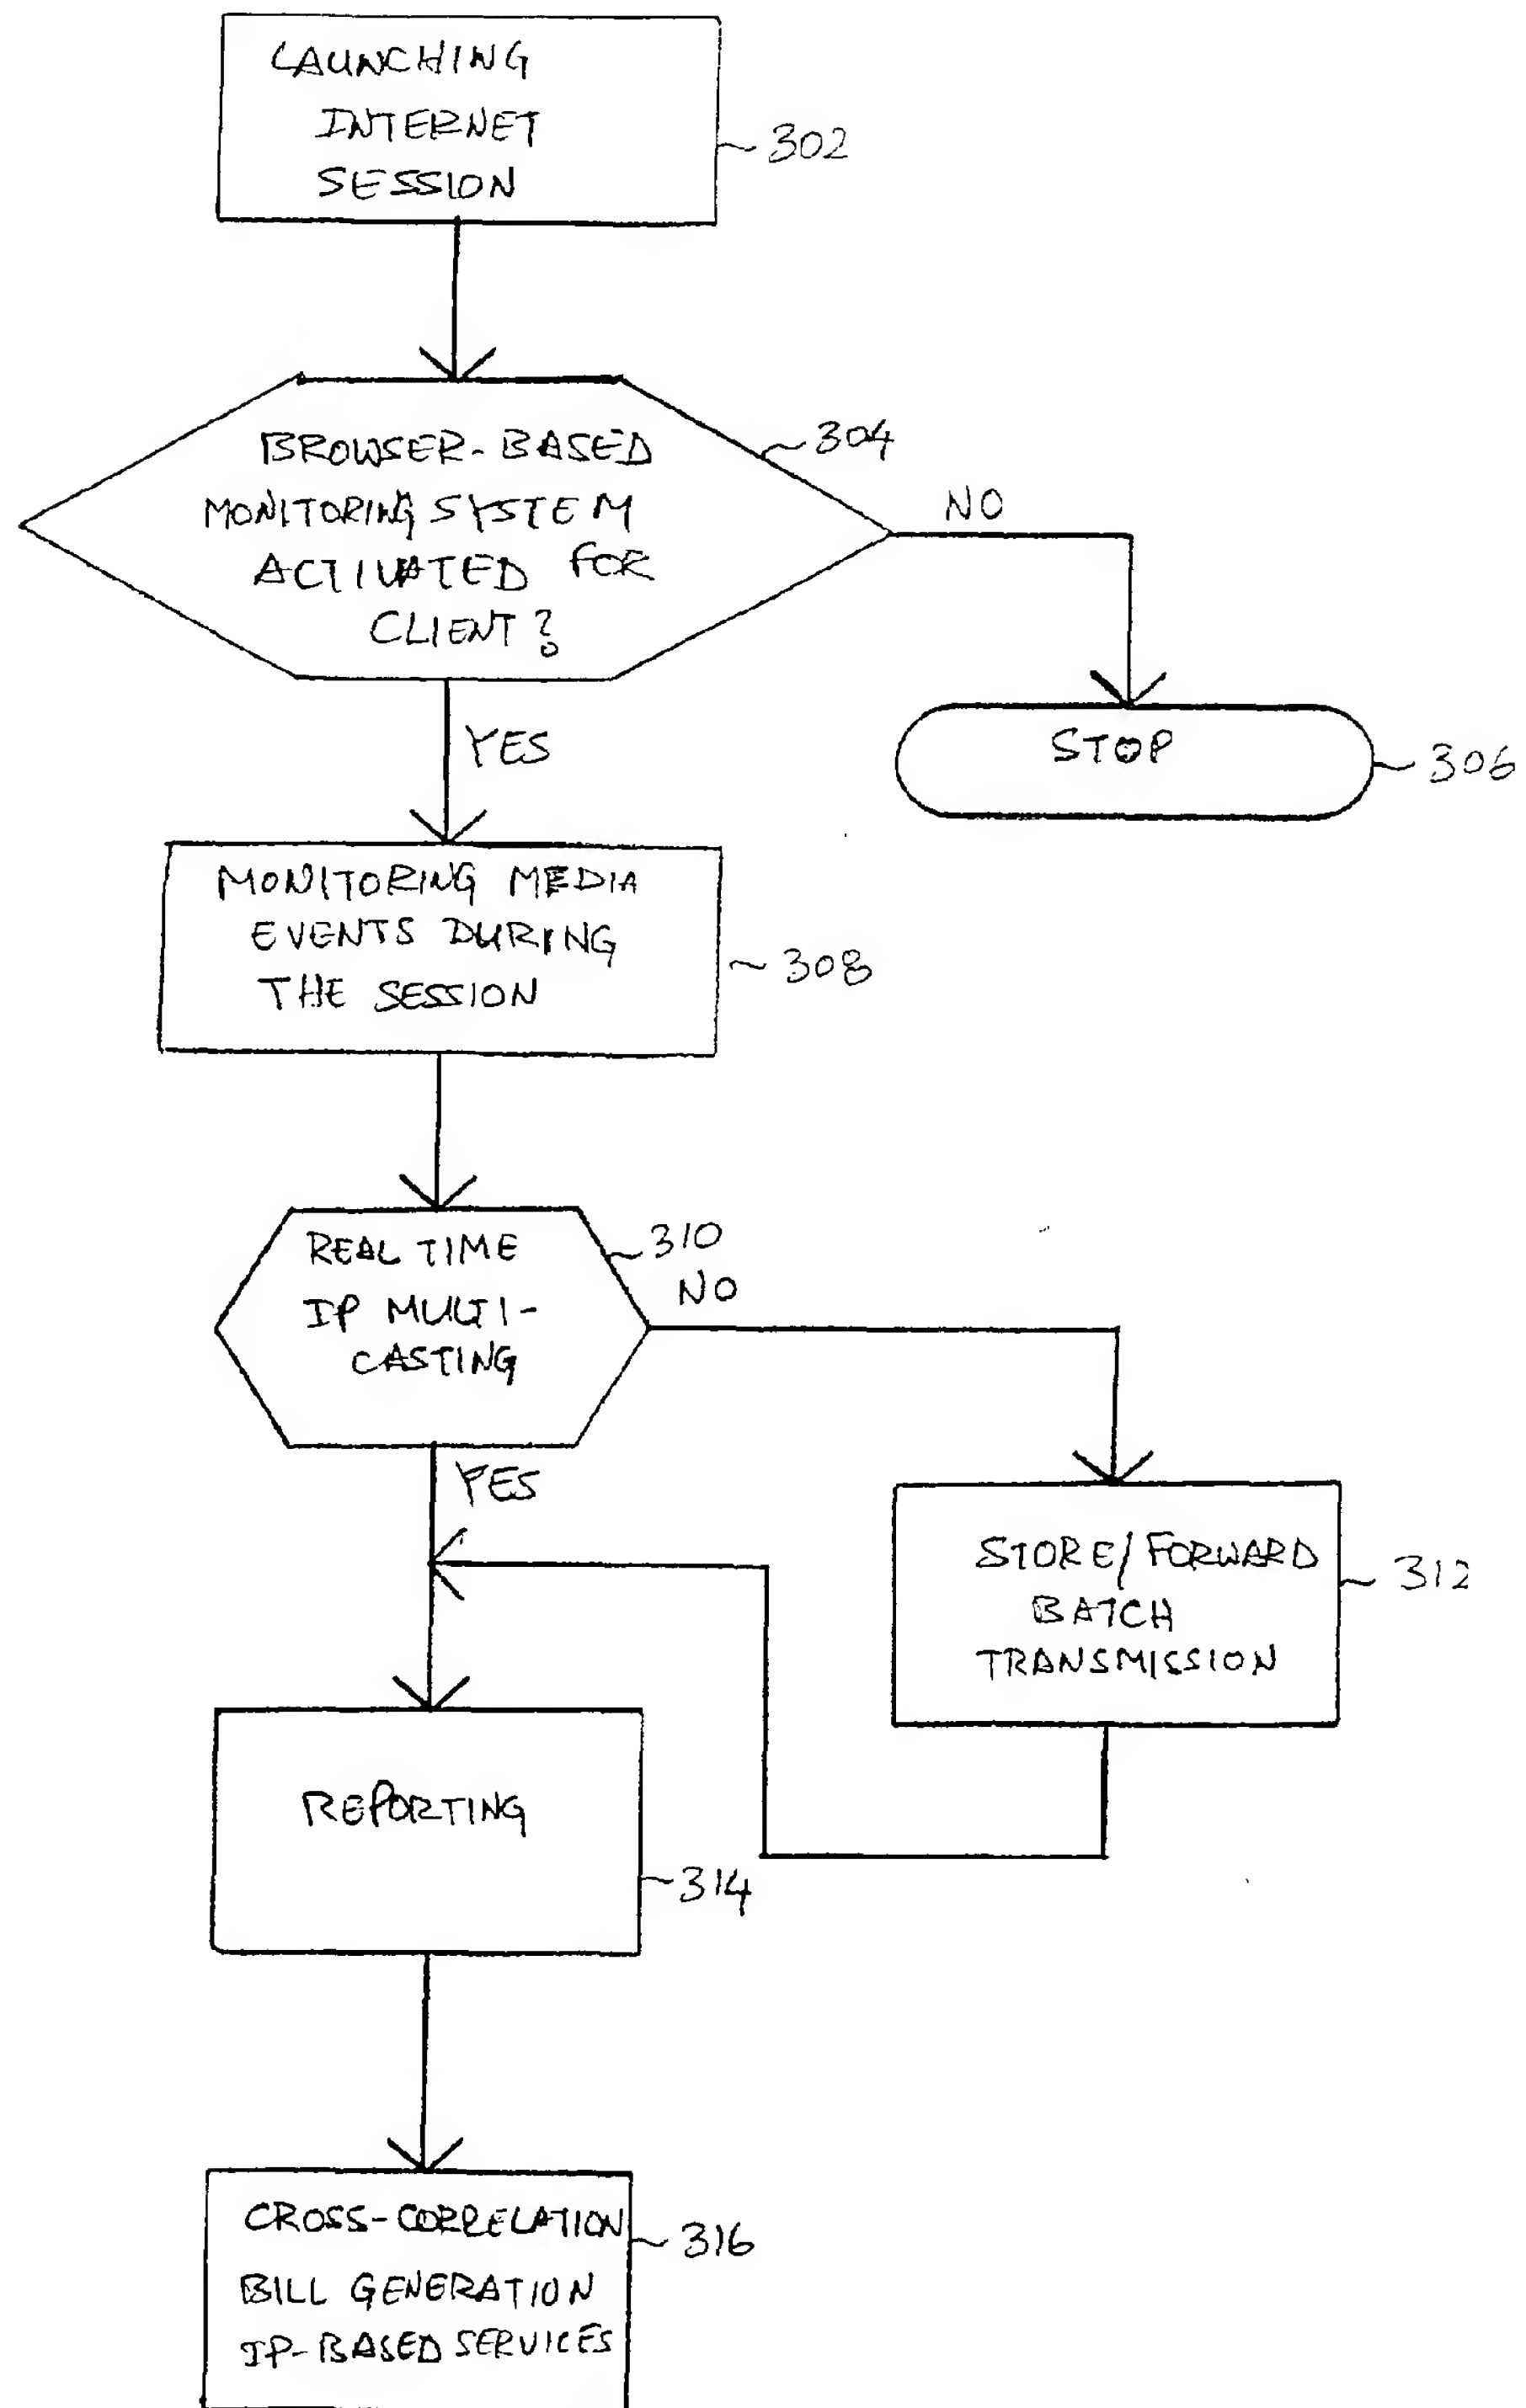 LAUNCHING
INTERNET
SESSION
302
BROWSER-BASED
MONITORING SYSTEM
ACTIVATED FOR
CLIENT?
304
NO
STOP
306
YES
MONITORING MEDIA
EVENTS DURING
THE SESSION
308
REAL TIME
IP MULTI-
CASTING
310
NO
YES
STORE/FORWARD
BATCH
TRANSMISSION
312
REPORTING
314
CROSS-CORRELATION
BILL GENERATION
IP-BASED SERVICES
316